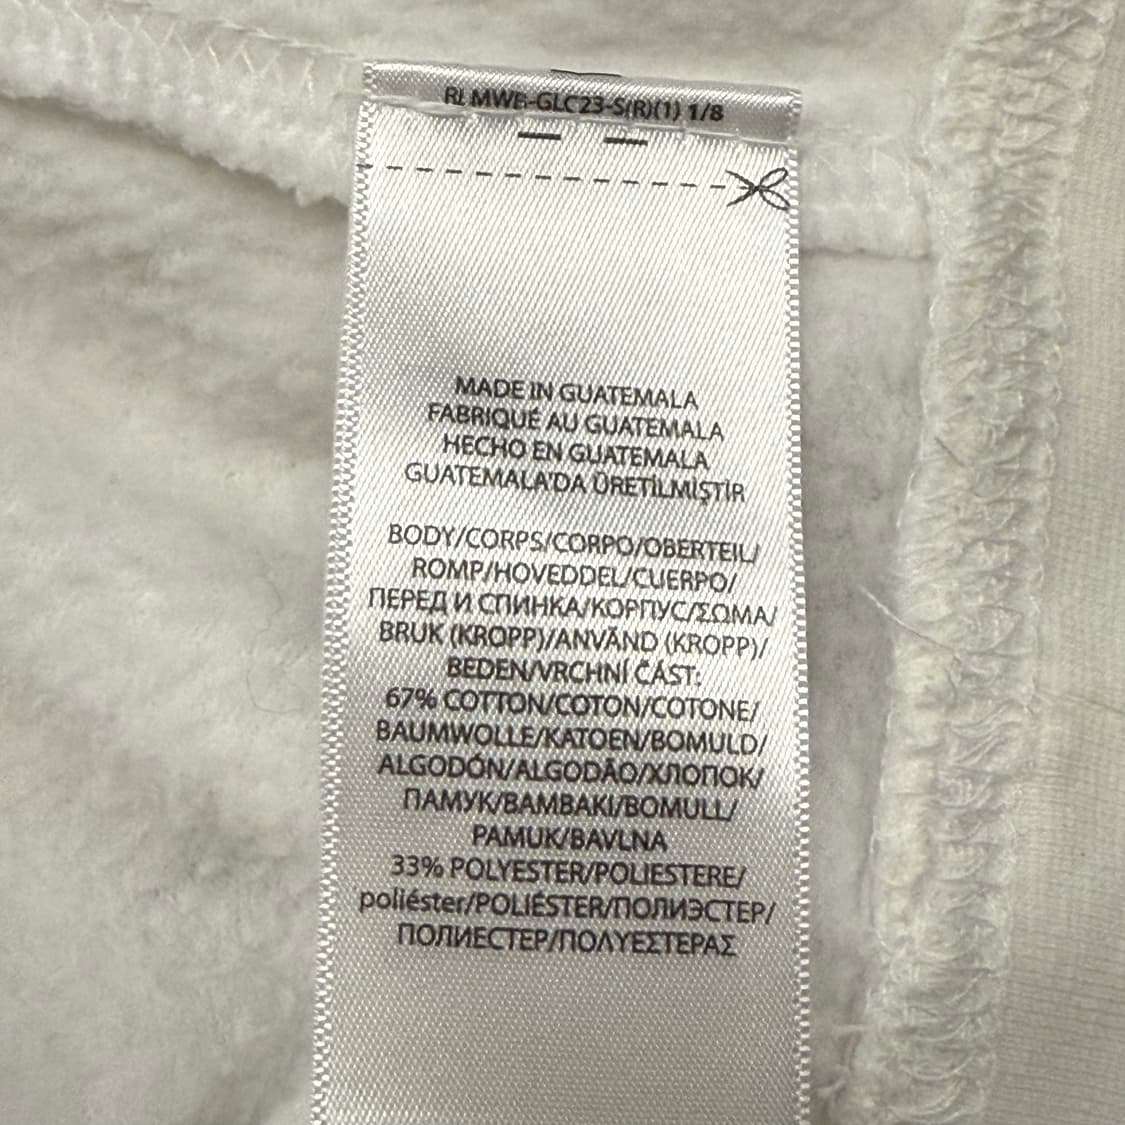 RL MWB-GLC23-S(R)(1) 1/8
MADE IN GUATEMALA
FABRIQUÉ AU GUATEMALA
HECHO EN GUATEMALA
GUATEMALA'DA ÜRETİLMİŞTİR
BODY/CORPS/CORPO/OBERTEIL/
ROMP/HOVEDDEL/CUERPO/
ПЕРЕД И СПИНКА/КОРПУС/ΣΩΜΑ/
BRUK (KROPP)/ANVÄND (KROPP)/
BEDEN/VRCHNÍ ČÁST:
67% COTTON/COTON/COTONE/
BAUMWOLLE/KATOEN/BOMULD/
ALGODÓN/ALGODÃO/ХЛОПОК/
ПАМУК/ΒΑΜΒΑΚΙ/BOMULL/
PAMUK/BAVLNA
33% POLYESTER/POLIESTERE/
poliéster/POLIÉSTER/ПОЛИЭСТЕР/
ПОЛИЕСТЕР/ΠΟΛΥΕΣΤΕΡΑΣ